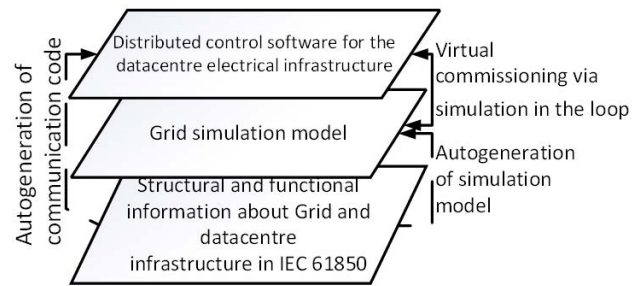 Autogeneration of
communication code
Distributed control software for the
datacentre electrical infrastructure
Grid simulation model
Structural and functional
information about Grid and
datacentre
infrastructure in IEC 61850
Virtual
commissioning via
simulation in the loop
Autogeneration
of simulation
model